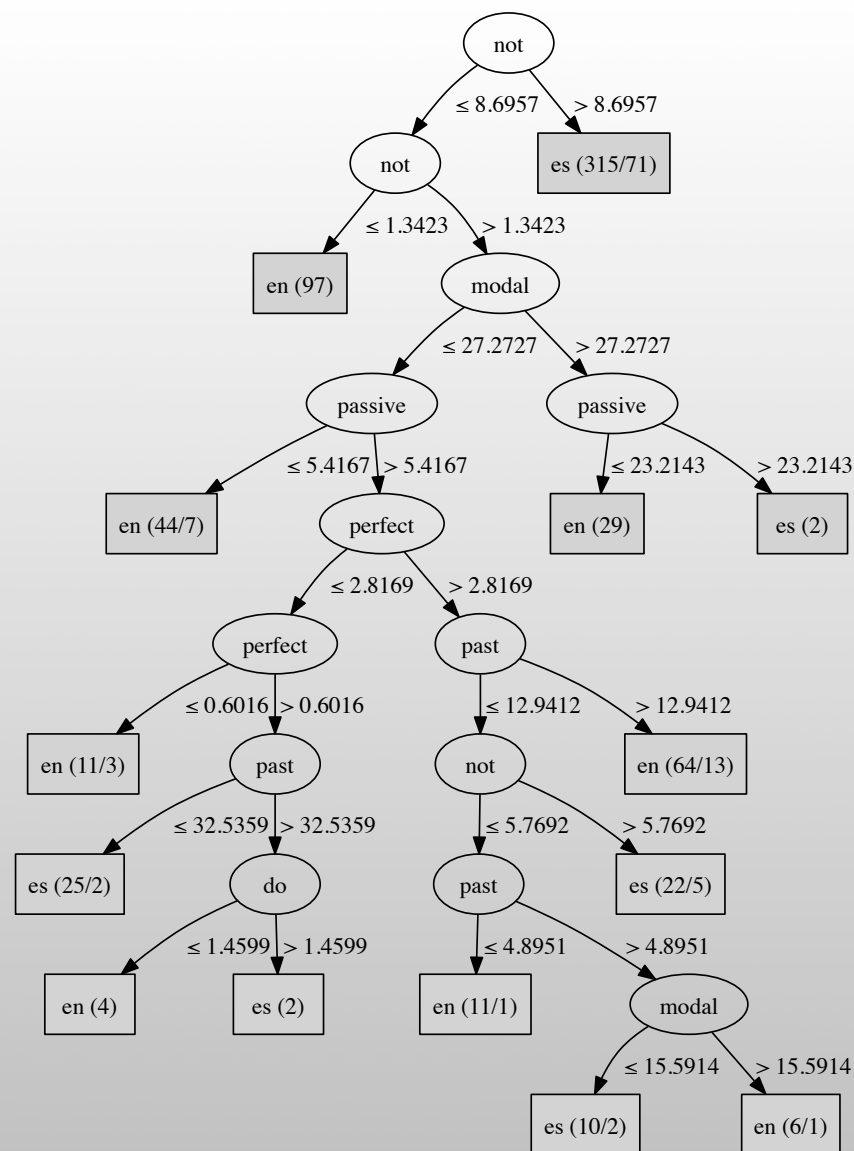 not
≤ 8.6957 > 8.6957
not es (315/71)
≤ 1.3423 > 1.3423
en (97) modal
≤ 27.2727 > 27.2727
passive passive
≤ 5.4167 > 5.4167 ≤ 23.2143 > 23.2143
en (44/7) perfect en (29) es (2)
≤ 2.8169 > 2.8169
perfect past
≤ 0.6016 > 0.6016 ≤ 12.9412 > 12.9412
en (11/3) past not en (64/13)
≤ 32.5359 > 32.5359 ≤ 5.7692 > 5.7692
es (25/2) do past es (22/5)
≤ 1.4599 > 1.4599 ≤ 4.8951 > 4.8951
en (4) es (2) en (11/1) modal
≤ 15.5914 > 15.5914
es (10/2) en (6/1)